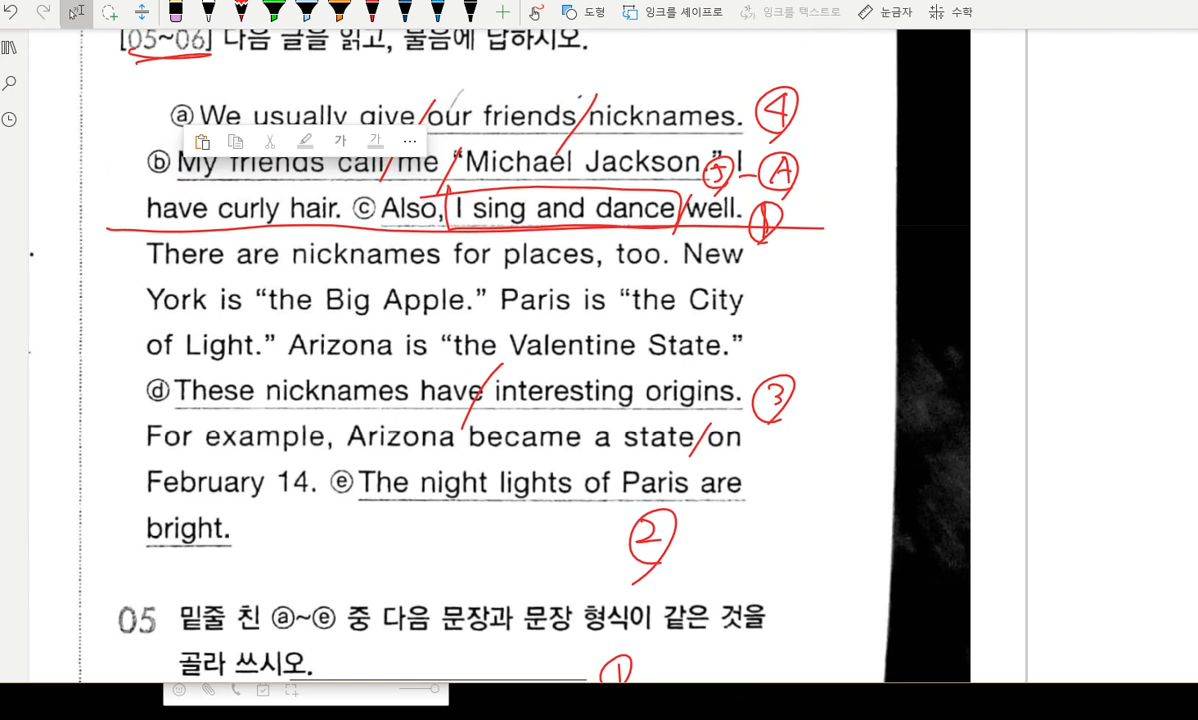 도형 잉크를 셰이프로 잉크를 텍스트로 눈금자 수학
[05~06] 다음 글을 읽고, 물음에 답하시오.
ⓐ We usually give / our friends / nicknames. ④
가 가 ...
ⓑ My friends call / me / “Michael Jackson.” I ⑤ - Ⓐ
have curly hair. ⓒ Also, I sing and dance / well. ①
There are nicknames for places, too. New
York is “the Big Apple.” Paris is “the City
of Light.” Arizona is “the Valentine State.”
ⓓ These nicknames have / interesting origins. ③
For example, Arizona became a state / on
February 14. ⓔ The night lights of Paris are
bright. ②
05 밑줄 친 ⓐ~ⓔ 중 다음 문장과 문장 형식이 같은 것을
골라 쓰시오. ①